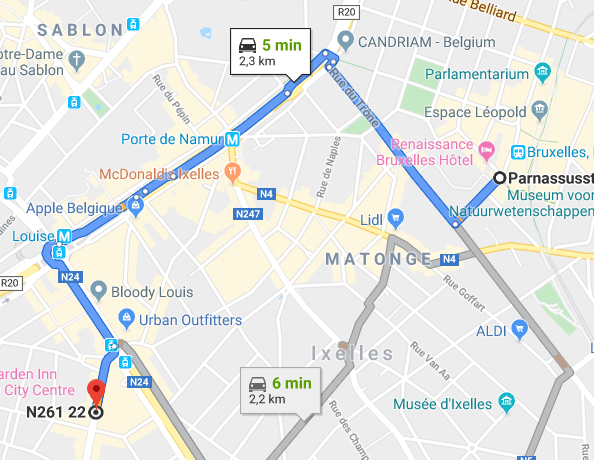 SABLON
R20
Rue Belliard
5 min
2,3 km
CANDRIAM - Belgium
otre-Dame
au Sablon
Rue du Trône
Parlamentarium
Rue du Pépin
Espace Léopold
Porte de Namur
M
Renaissance
Bruxelles Hôtel
Bruxelles,
McDonald's Ixelles
Rue de Naples
Parnassusst
Museum voor
Natuurwetenschappen
N4
Apple Belgique
N247
Lidl
Louise
M
MATONGE
N4
R20
N24
Rue Goffart
Bloody Louis
Urban Outfitters
ALDI
Ixelles
Rue Van Aa
arden Inn
City Centre
N24
6 min
2,2 km
N261 22
Musée d'Ixelles
Rue des Champs